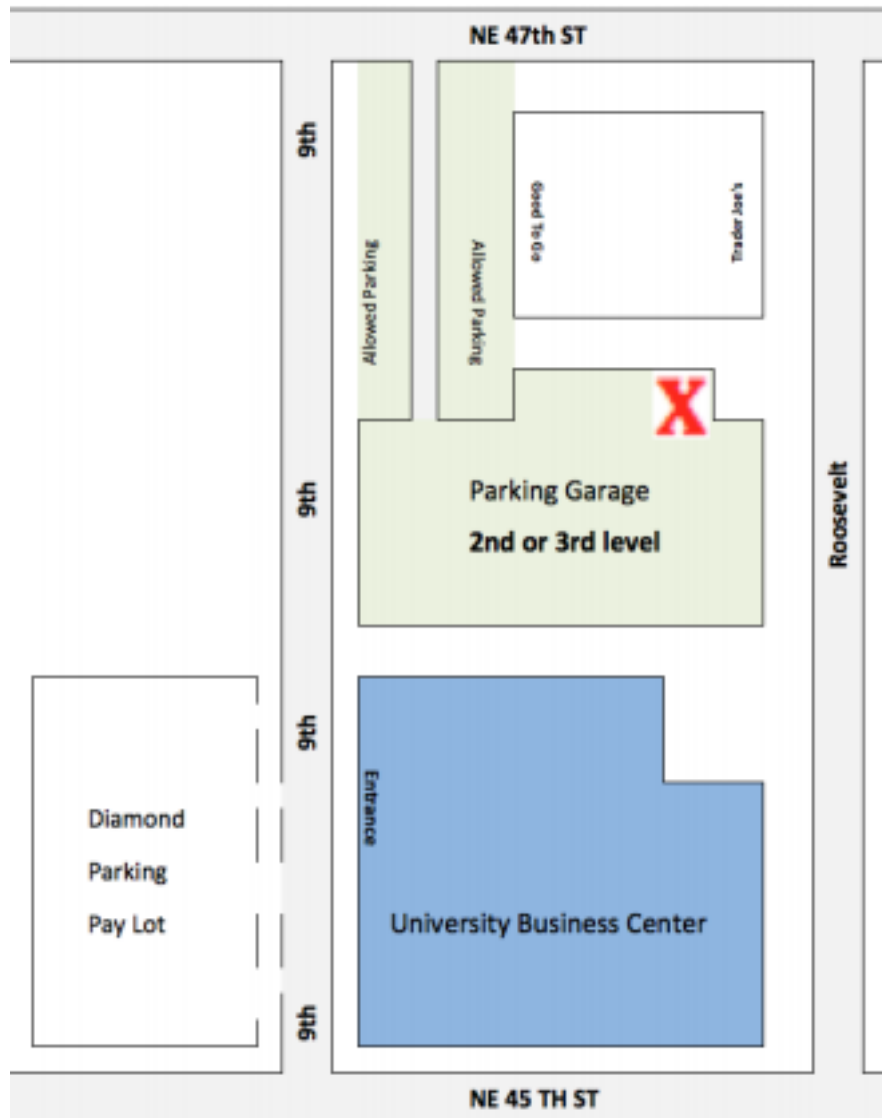 NE 47th ST
9th
Good To Go
Trader Joe's
Allowed Parking
Allowed Parking
X
Parking Garage
9th
2nd or 3rd level
Roosevelt
9th
Entrance
Diamond
Parking
Pay Lot
University Business Center
9th
NE 45 TH ST